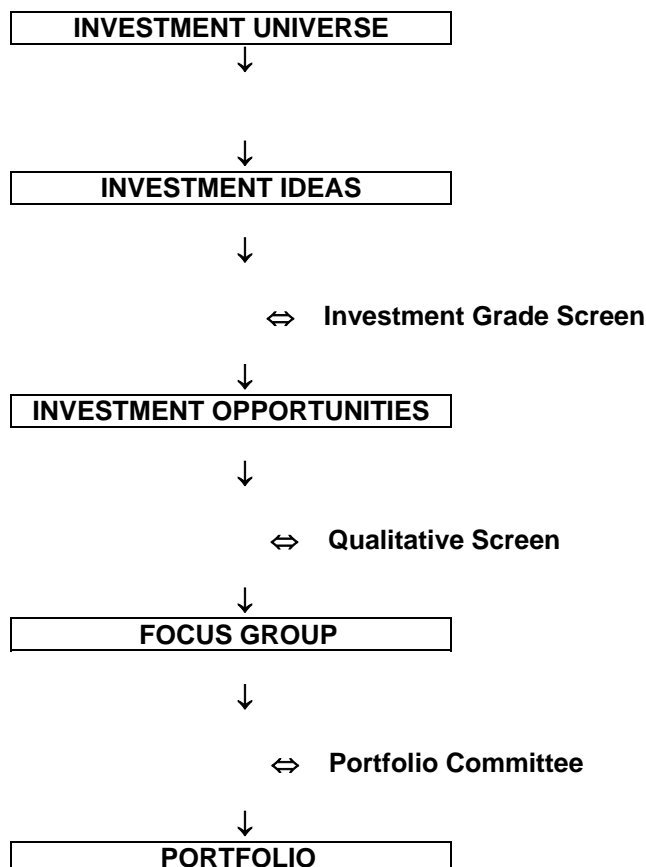 INVESTMENT UNIVERSE
↓
↓
INVESTMENT IDEAS
↓
⇔ Investment Grade Screen
↓
INVESTMENT OPPORTUNITIES
↓
⇔ Qualitative Screen
↓
FOCUS GROUP
↓
⇔ Portfolio Committee
↓
PORTFOLIO